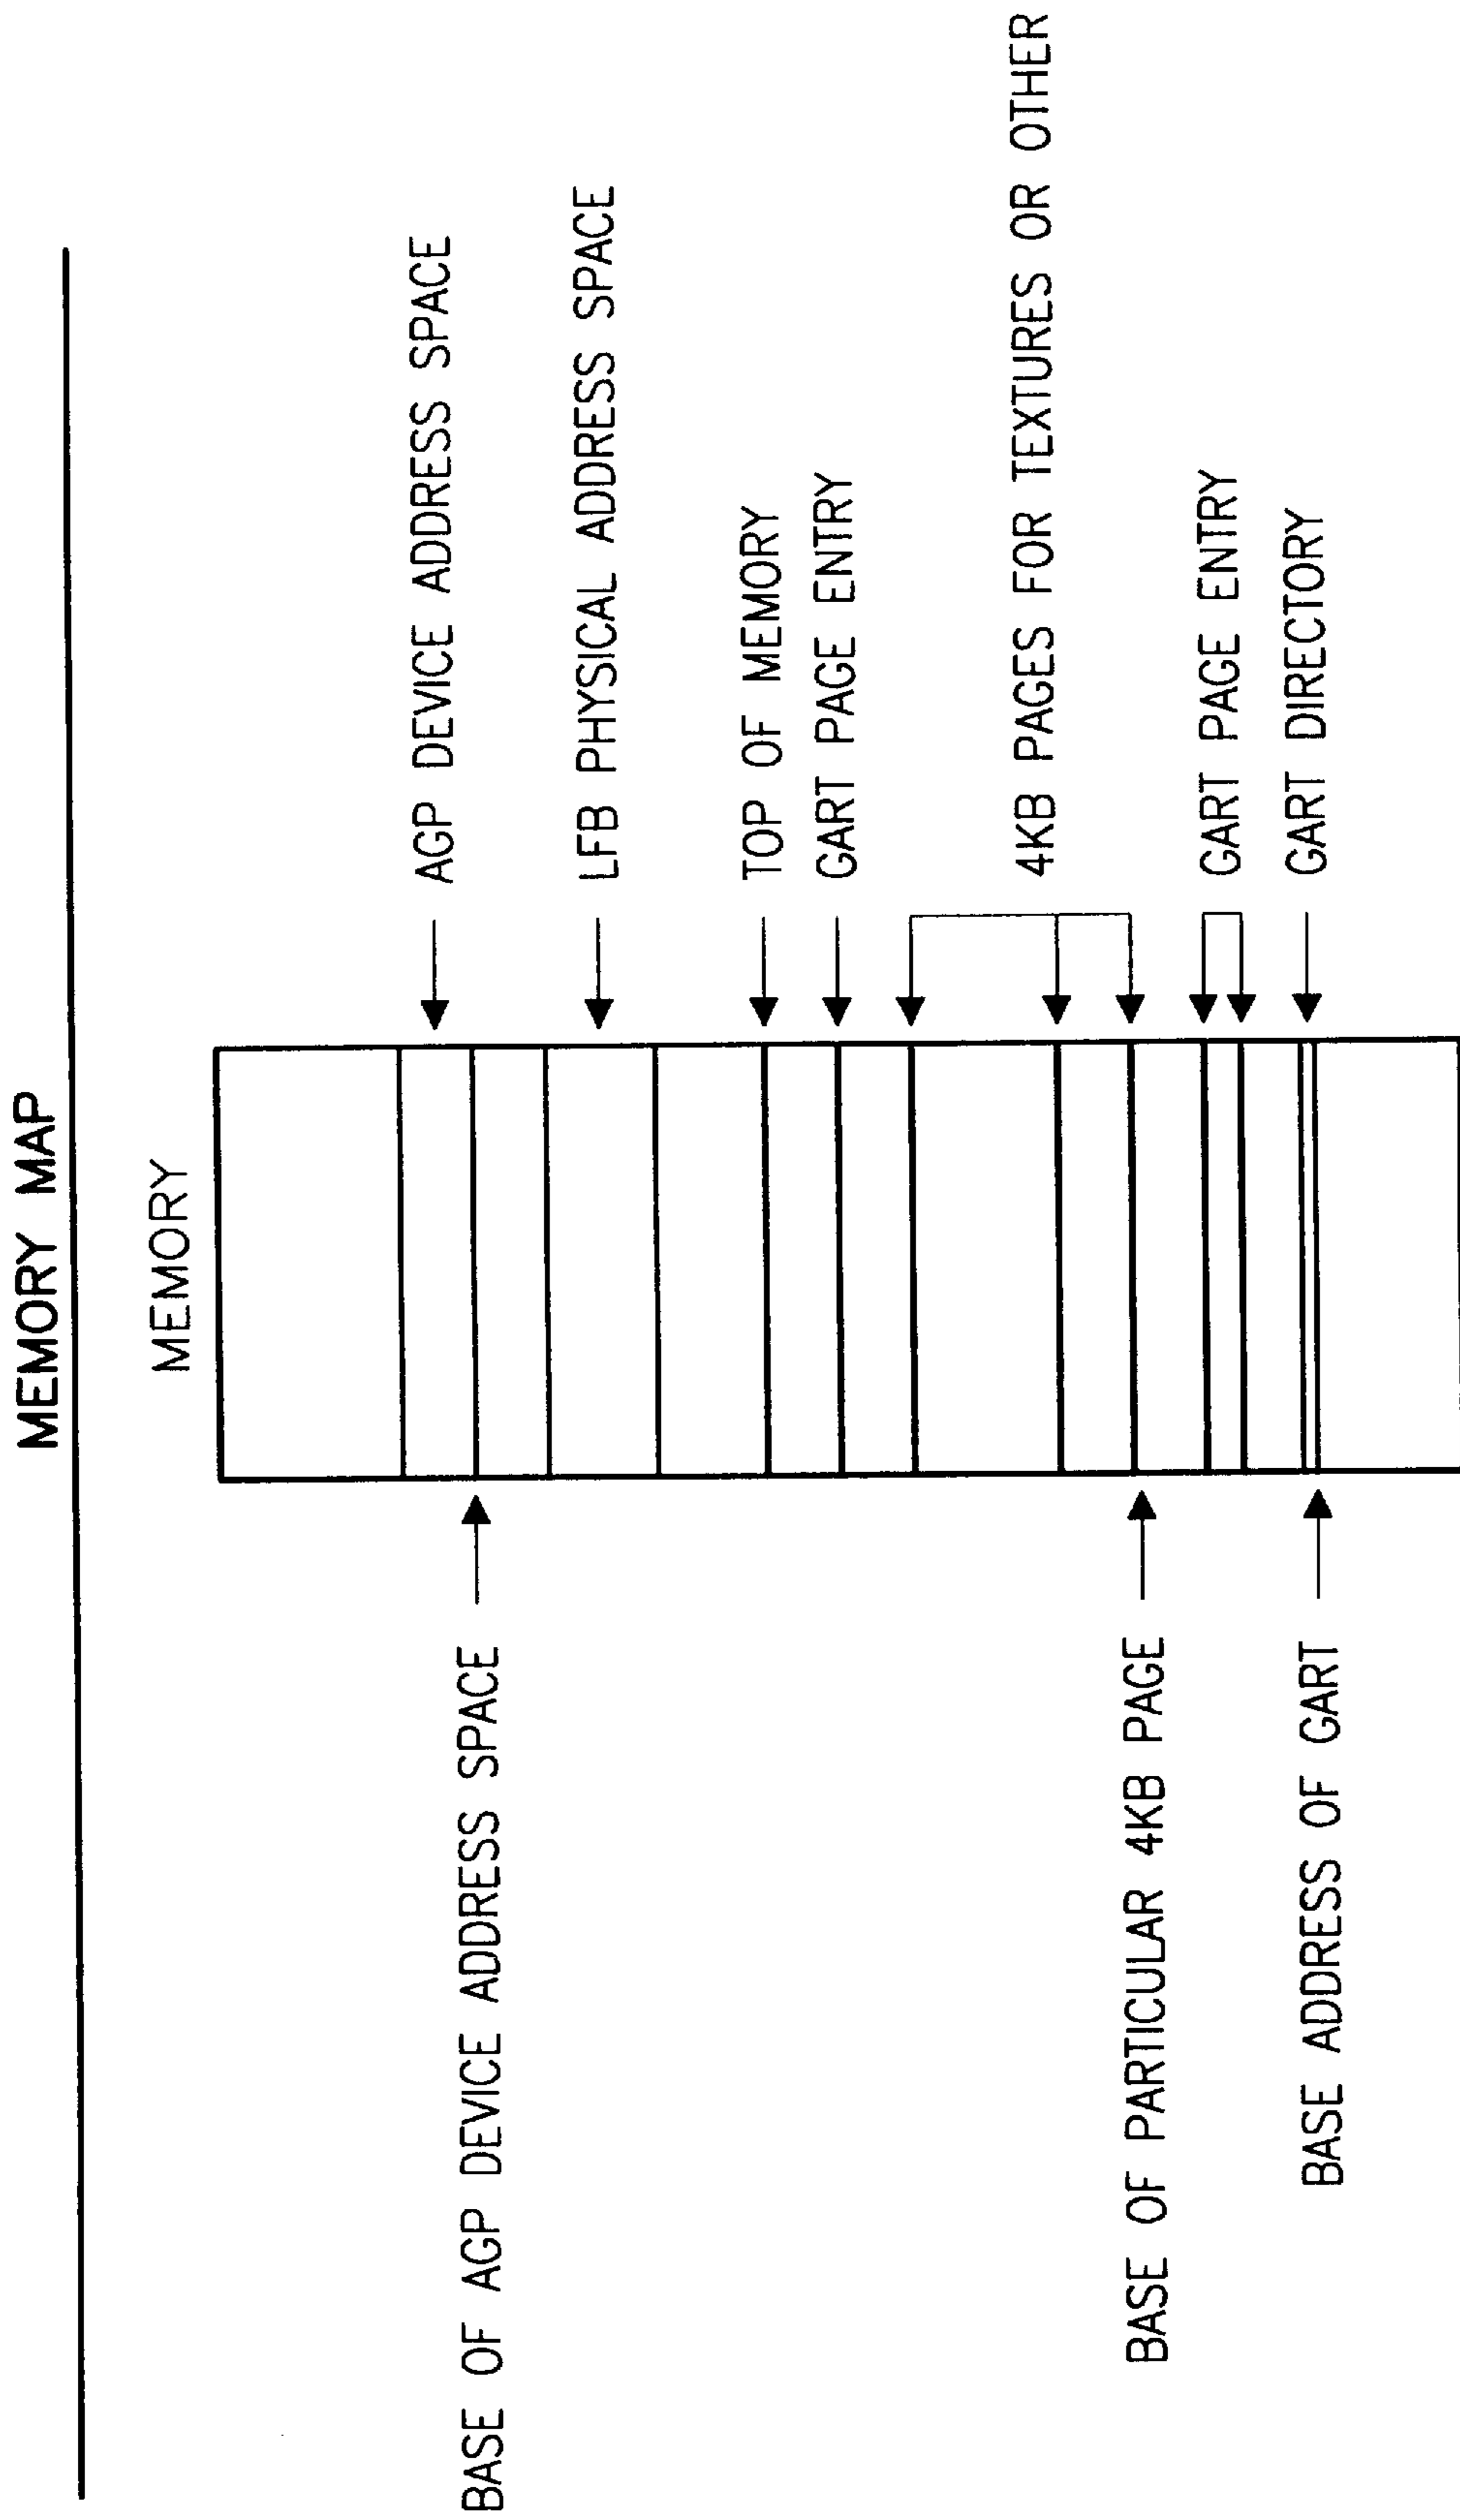 MEMORY MAP
MEMORY
AGP DEVICE ADDRESS SPACE
BASE OF AGP DEVICE ADDRESS SPACE
LFB PHYSICAL ADDRESS SPACE
TOP OF MEMORY
GART PAGE ENTRY
4KB PAGES FOR TEXTURES OR OTHER
BASE OF PARTICULAR 4KB PAGE
GART PAGE ENTRY
GART DIRECTORY
BASE ADDRESS OF GART